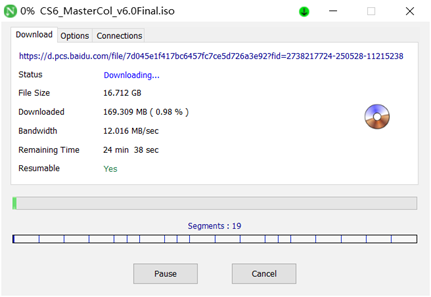 0% CS6_MasterCol_v6.0Final.iso
Download Options Connections
https://d.pcs.baidu.com/file/7d045e1f417bc6457fc7ce5d726a3e92?fid=2738217724-250528-11215238
Status Downloading...
File Size 16.712 GB
Downloaded 169.309 MB ( 0.98 % )
Bandwidth 12.016 MB/sec
Remaining Time 24 min 38 sec
Resumable Yes
Segments : 19
Pause Cancel